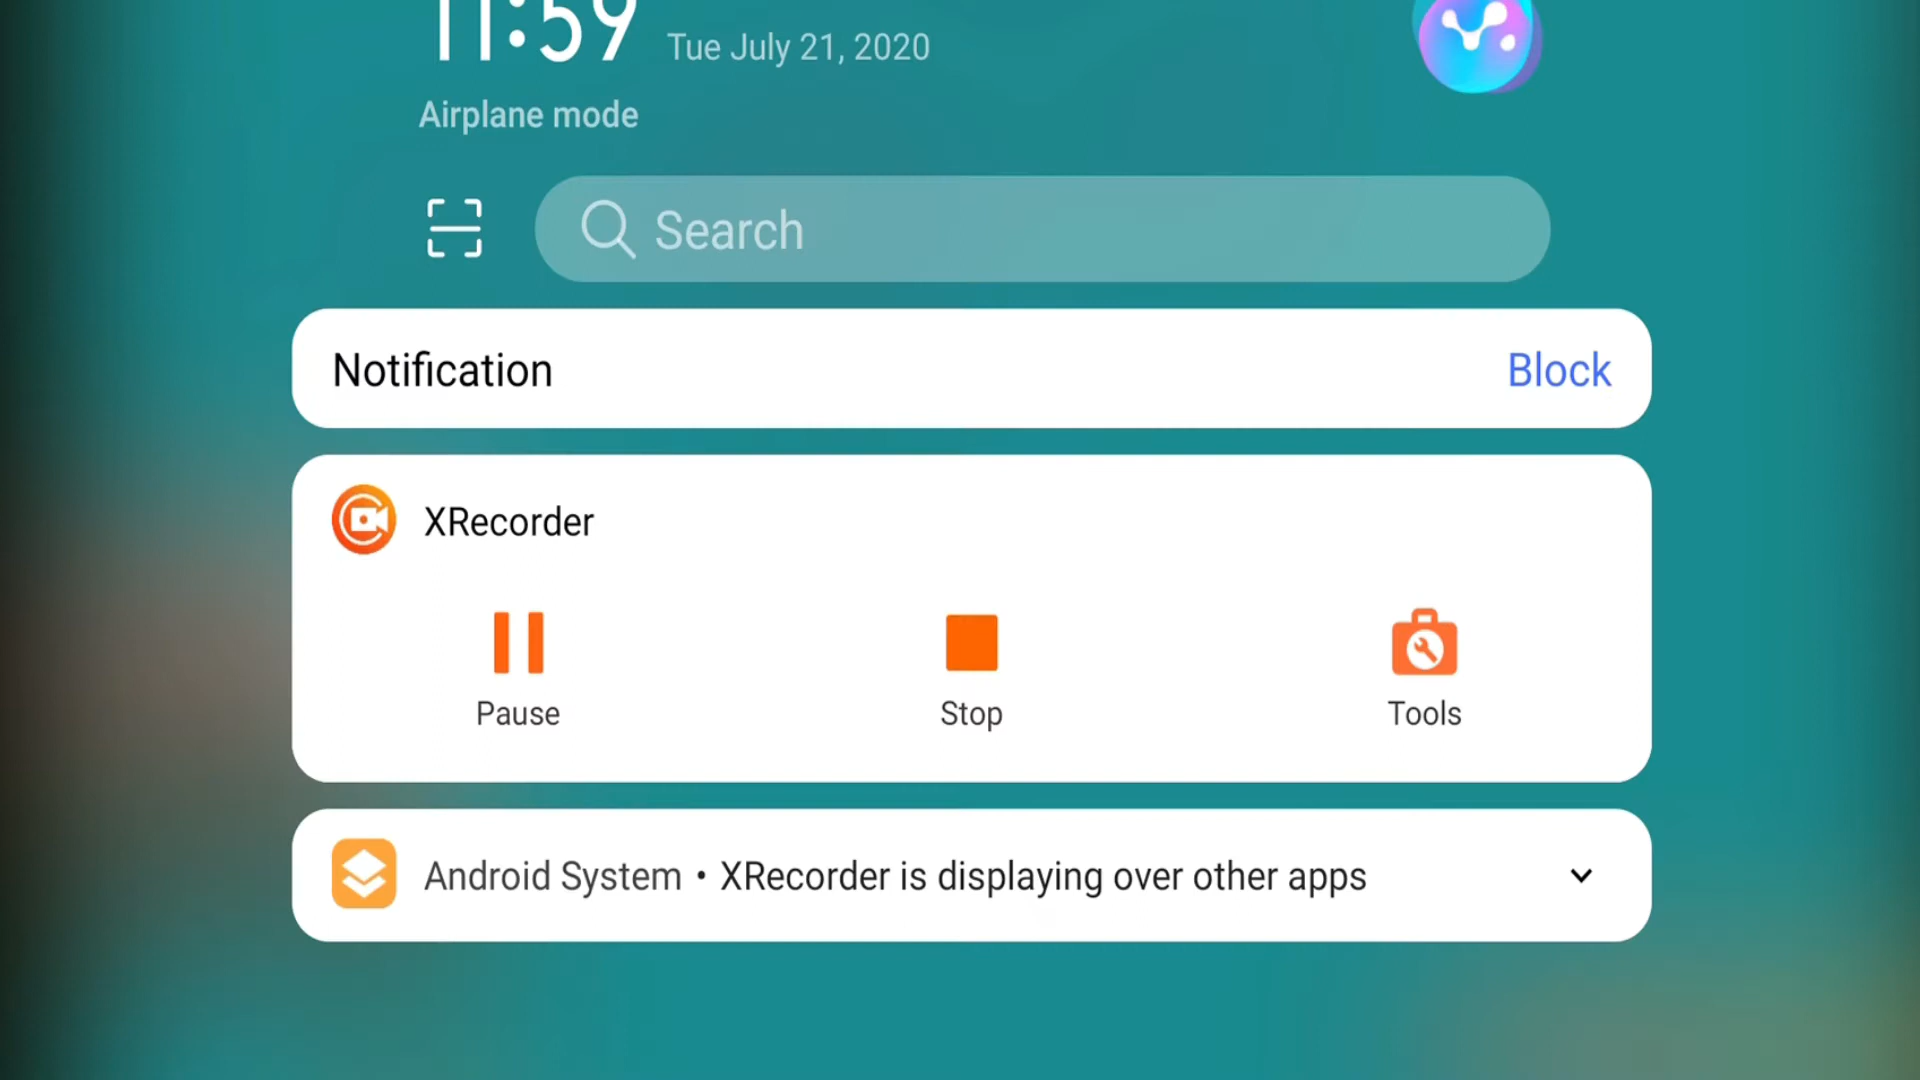 11:59 Tue July 21, 2020
Airplane mode
Search
Notification Block
XRecorder
Pause Stop Tools
Android System • XRecorder is displaying over other apps